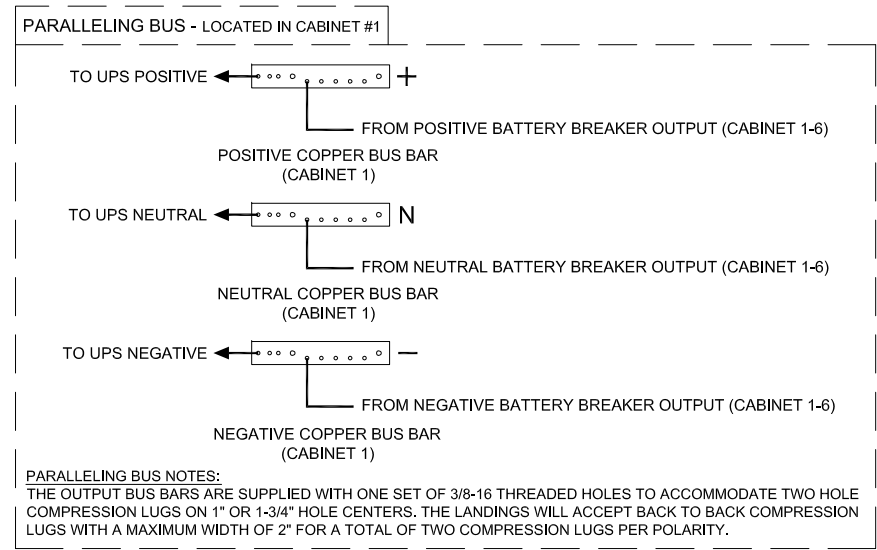 PARALLELING BUS - LOCATED IN CABINET #1
TO UPS POSITIVE
+
FROM POSITIVE BATTERY BREAKER OUTPUT (CABINET 1-6)
POSITIVE COPPER BUS BAR
(CABINET 1)
TO UPS NEUTRAL
N
FROM NEUTRAL BATTERY BREAKER OUTPUT (CABINET 1-6)
NEUTRAL COPPER BUS BAR
(CABINET 1)
TO UPS NEGATIVE
—
FROM NEGATIVE BATTERY BREAKER OUTPUT (CABINET 1-6)
NEGATIVE COPPER BUS BAR
(CABINET 1)
PARALLELING BUS NOTES:
THE OUTPUT BUS BARS ARE SUPPLIED WITH ONE SET OF 3/8-16 THREADED HOLES TO ACCOMMODATE TWO HOLE
COMPRESSION LUGS ON 1" OR 1-3/4" HOLE CENTERS. THE LANDINGS WILL ACCEPT BACK TO BACK COMPRESSION
LUGS WITH A MAXIMUM WIDTH OF 2" FOR A TOTAL OF TWO COMPRESSION LUGS PER POLARITY.